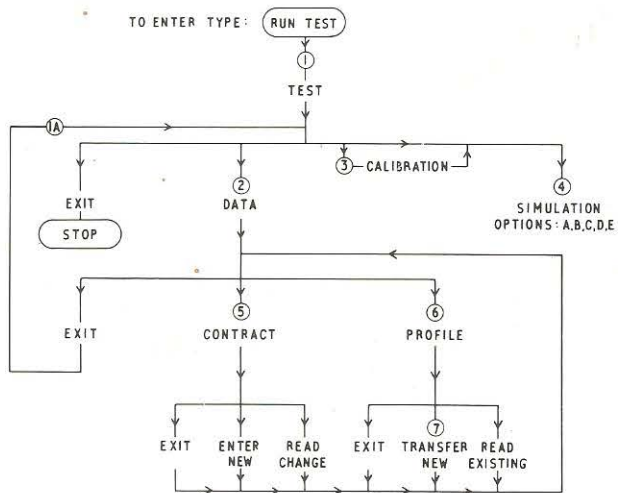 TO ENTER TYPE: RUN TEST
1
TEST
1A
3 CALIBRATION
2
4
EXIT
DATA
SIMULATION
OPTIONS: A,B,C,D,E
STOP
5
6
EXIT
CONTRACT
PROFILE
7
EXIT
ENTER NEW
READ CHANGE
EXIT
TRANSFER NEW
READ EXISTING